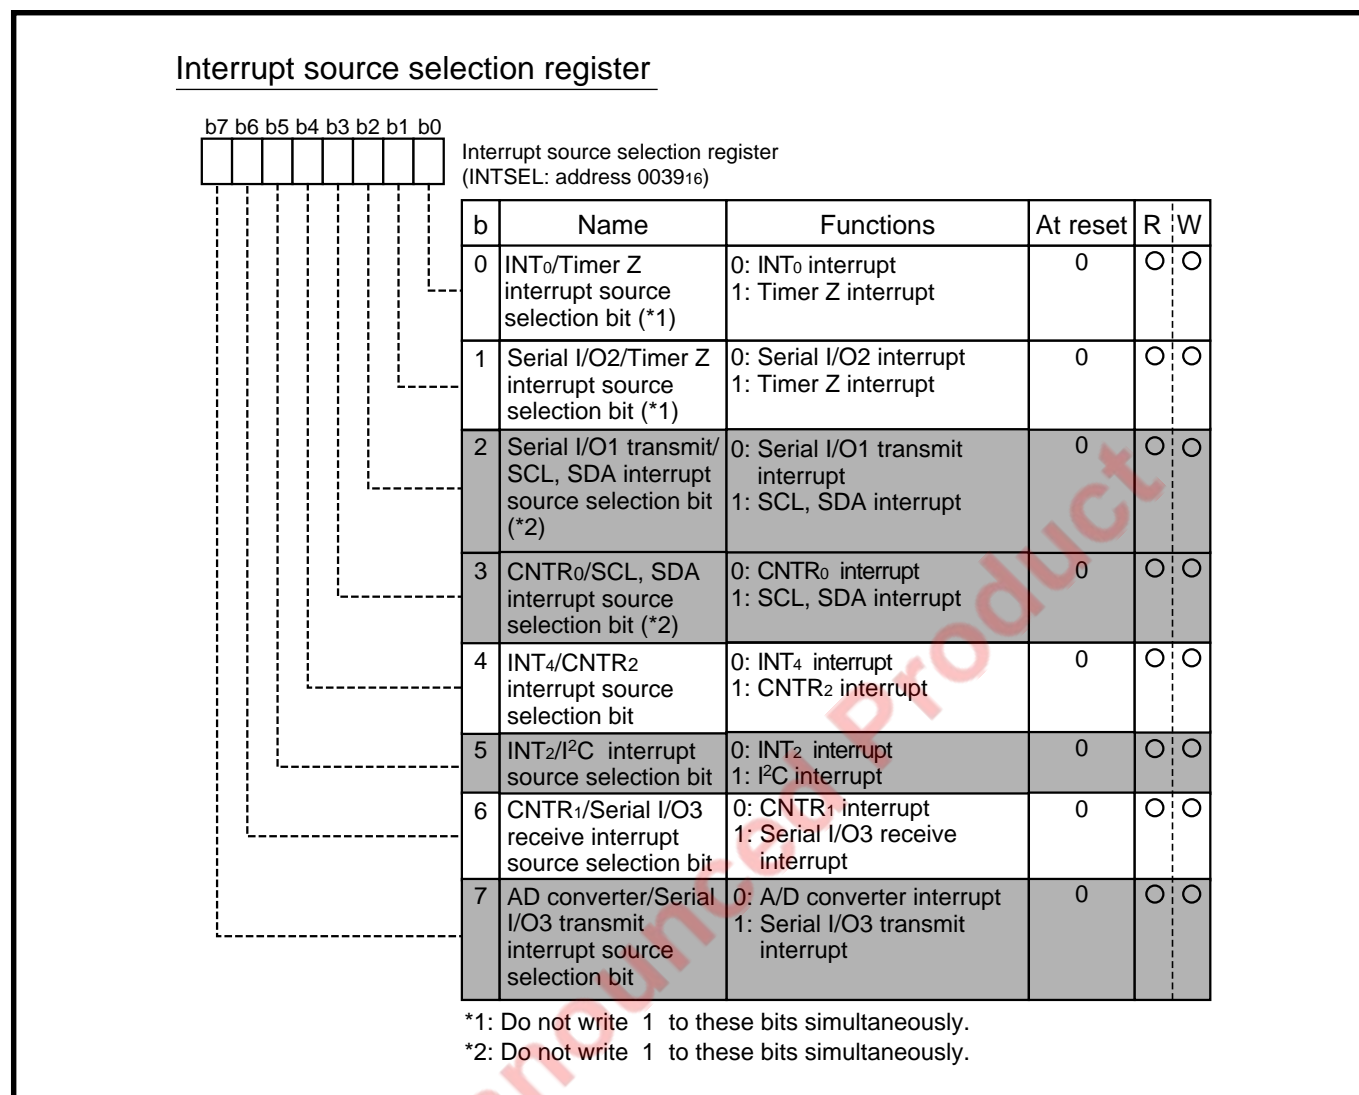 Interrupt source selection register
b7 b6 b5 b4 b3 b2 b1 b0
Interrupt source selection register
(INTSEL: address 003916)
b Name Functions At reset R W
0 INT0/Timer Z interrupt source selection bit (*1)
0: INT0 interrupt
1: Timer Z interrupt
0
1 Serial I/O2/Timer Z interrupt source selection bit (*1)
0: Serial I/O2 interrupt
1: Timer Z interrupt
0
2 Serial I/O1 transmit/ SCL, SDA interrupt source selection bit (*2)
0: Serial I/O1 transmit interrupt
1: SCL, SDA interrupt
0
3 CNTR0/SCL, SDA interrupt source selection bit (*2)
0: CNTR0 interrupt
1: SCL, SDA interrupt
0
4 INT4/CNTR2 interrupt source selection bit
0: INT4 interrupt
1: CNTR2 interrupt
0
5 INT2/I2C interrupt source selection bit
0: INT2 interrupt
1: I2C interrupt
0
6 CNTR1/Serial I/O3 receive interrupt source selection bit
0: CNTR1 interrupt
1: Serial I/O3 receive interrupt
0
7 AD converter/Serial I/O3 transmit interrupt source selection bit
0: A/D converter interrupt
1: Serial I/O3 transmit interrupt
0
*1: Do not write 1 to these bits simultaneously.
*2: Do not write 1 to these bits simultaneously.
nounced Product